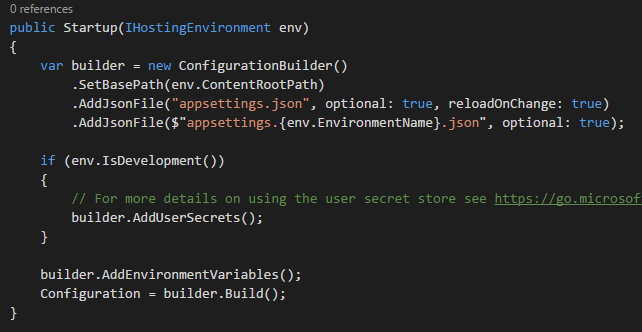 0 references
public Startup(IHostingEnvironment env)
{
    var builder = new ConfigurationBuilder()
        .SetBasePath(env.ContentRootPath)
        .AddJsonFile("appsettings.json", optional: true, reloadOnChange: true)
        .AddJsonFile($"appsettings.{env.EnvironmentName}.json", optional: true);

    if (env.IsDevelopment())
    {
        // For more details on using the user secret store see https://go.microsof
        builder.AddUserSecrets();
    }

    builder.AddEnvironmentVariables();
    Configuration = builder.Build();
}